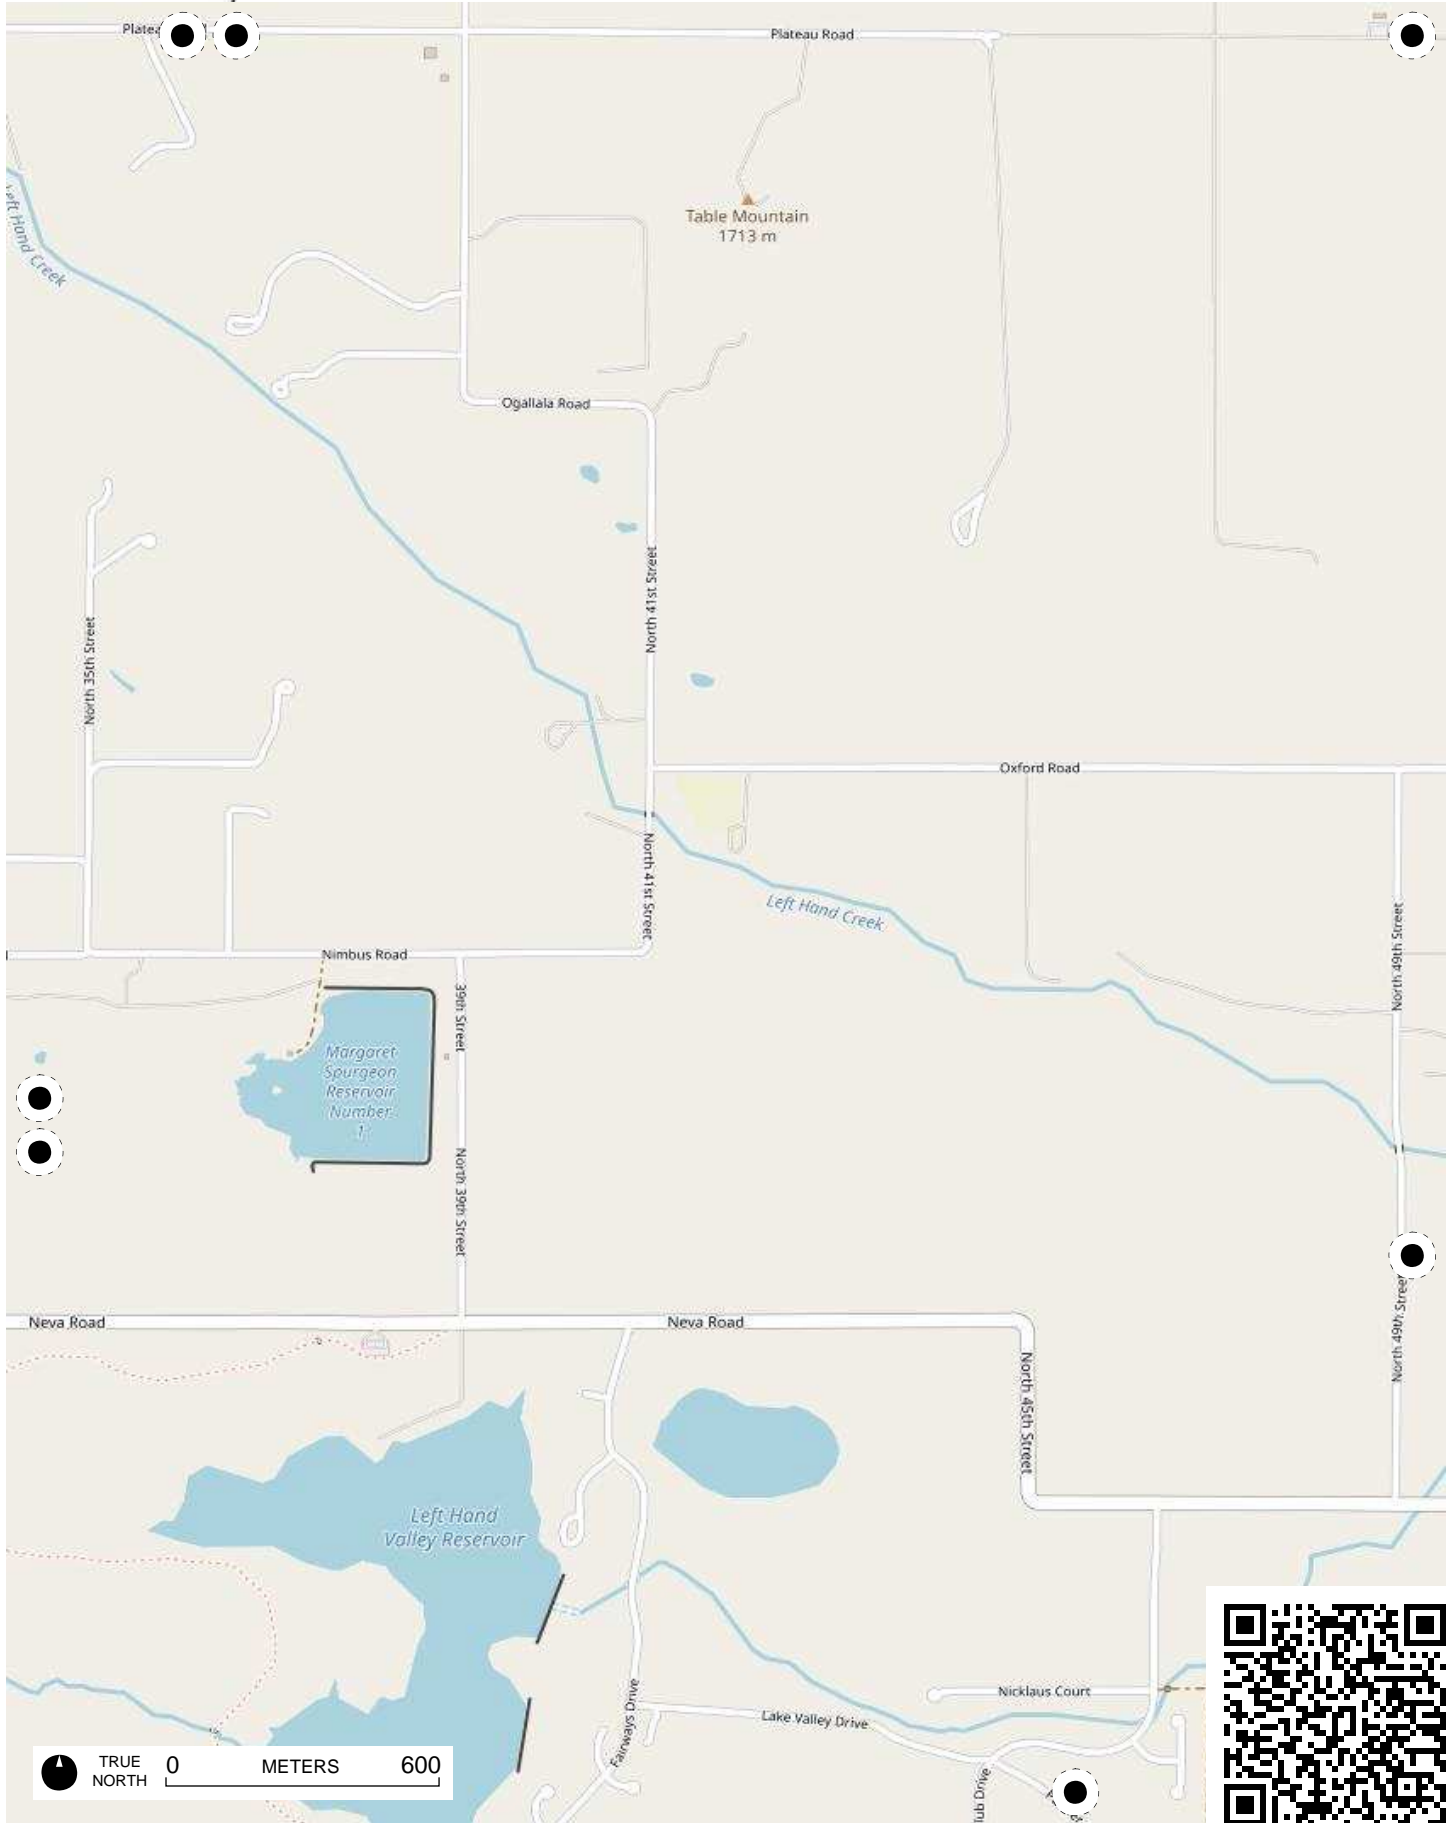 Plateau Road
Table Mountain
1713 m
Left Hand Creek
Ogallala Road
North 41st Street
North 35th Street
Oxford Road
North 41st Street
Left Hand Creek
North 49th Street
Nimbus Road
39th Street
Margaret
Spurgeon
Reservoir
Number
1
North 39th Street
Neva Road
Neva Road
North 49th Street
North 45th Street
Left Hand
Valley Reservoir
Nicklaus Court
Fairways Drive
Lake Valley Drive
Drive
TRUE
NORTH
0 METERS 600